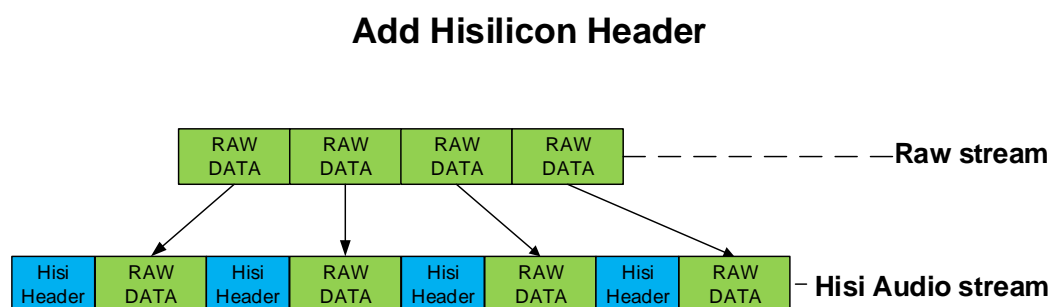 Add Hisilicon Header
RAW RAW RAW RAW
DATA DATA DATA DATA
Raw stream
Hisi RAW Hisi RAW Hisi RAW Hisi RAW
Header DATA Header DATA Header DATA Header DATA
Hisi Audio stream